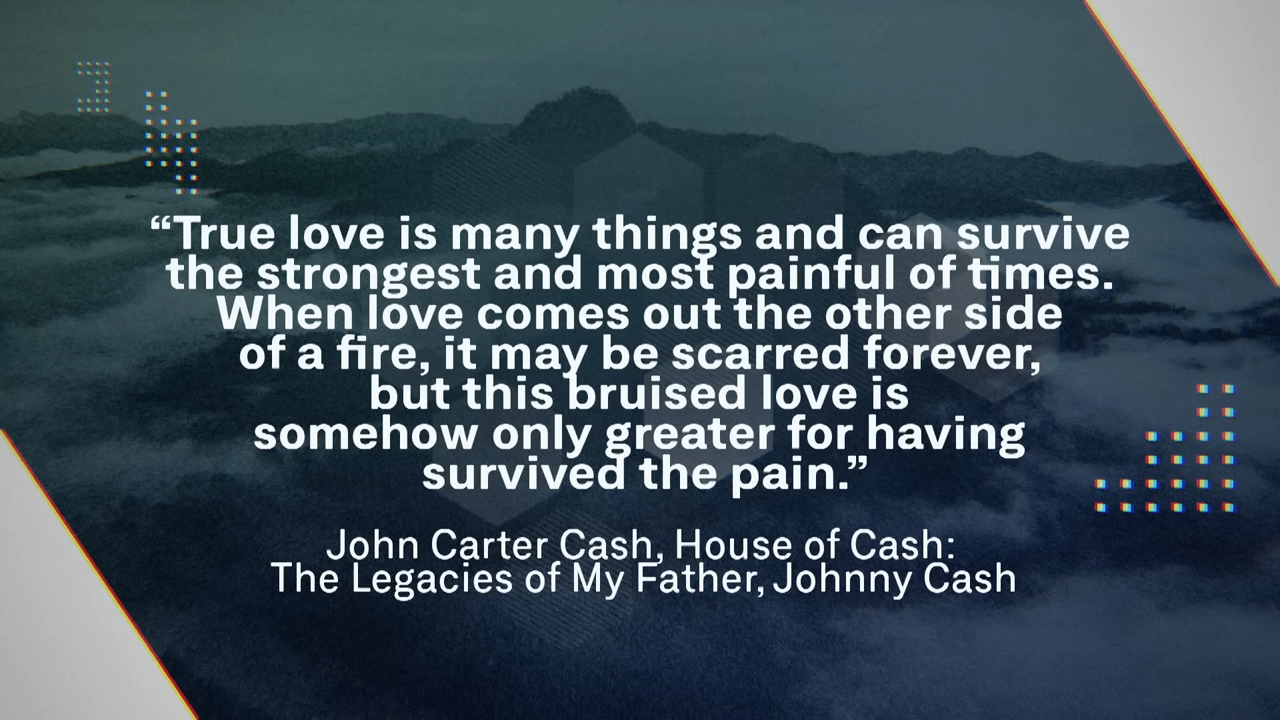 “True love is many things and can survive
the strongest and most painful of times.
When love comes out the other side
of a fire, it may be scarred forever,
but this bruised love is
somehow only greater for having
survived the pain.”
John Carter Cash, House of Cash:
The Legacies of My Father, Johnny Cash